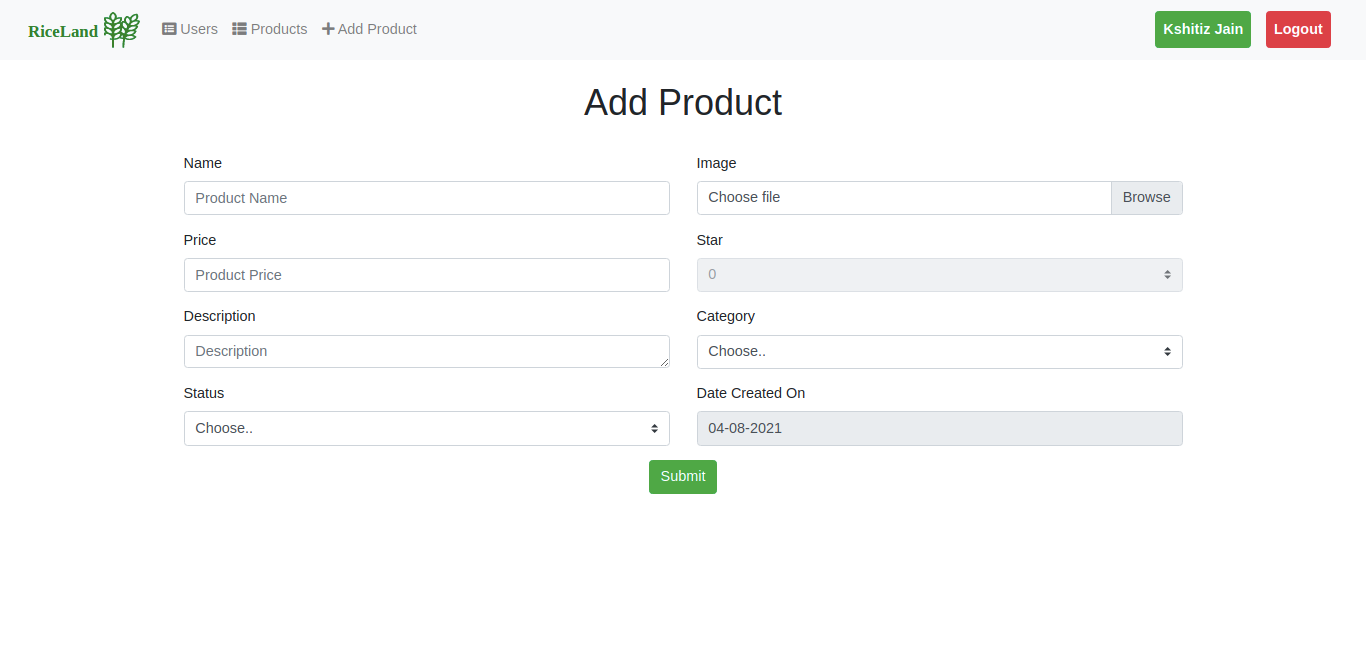 RiceLand Users Products Add Product Kshitiz Jain Logout
Add Product
Name Image
Product Name Choose file Browse
Price Star
Product Price 0
Description Category
Description Choose..
Status Date Created On
Choose.. 04-08-2021
Submit